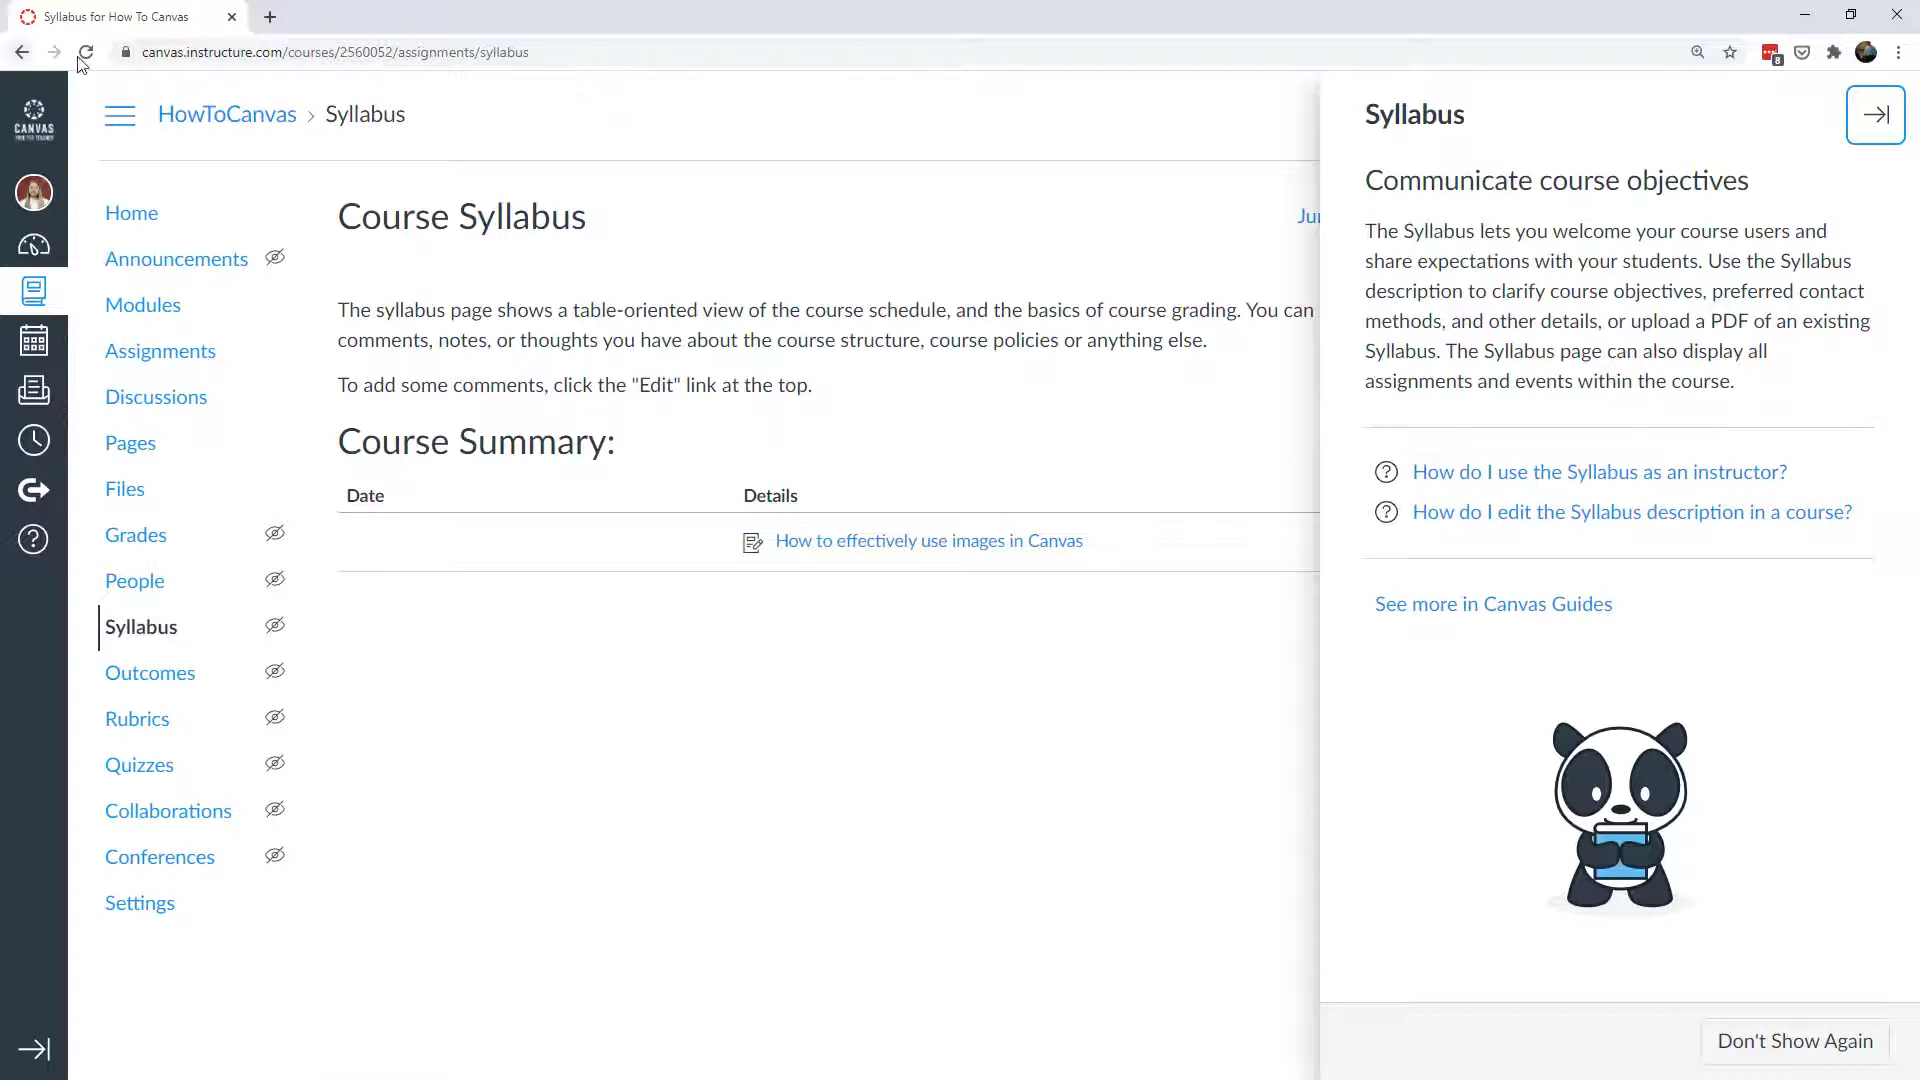 Syllabus for How To Canvas
canvas.instructure.com/courses/2560052/assignments/syllabus
8
CANVAS
FREE FOR TEACHER
HowToCanvas
Syllabus
Home
Announcements
Modules
Assignments
Discussions
Pages
Files
Grades
People
Syllabus
Outcomes
Rubrics
Quizzes
Collaborations
Conferences
Settings
Course Syllabus
Jun
The syllabus page shows a table-oriented view of the course schedule, and the basics of course grading. You can
comments, notes, or thoughts you have about the course structure, course policies or anything else.
To add some comments, click the "Edit" link at the top.
Course Summary:
Date Details
How to effectively use images in Canvas
Syllabus
Communicate course objectives
The Syllabus lets you welcome your course users and
share expectations with your students. Use the Syllabus
description to clarify course objectives, preferred contact
methods, and other details, or upload a PDF of an existing
Syllabus. The Syllabus page can also display all
assignments and events within the course.
How do I use the Syllabus as an instructor?
How do I edit the Syllabus description in a course?
See more in Canvas Guides
Don't Show Again